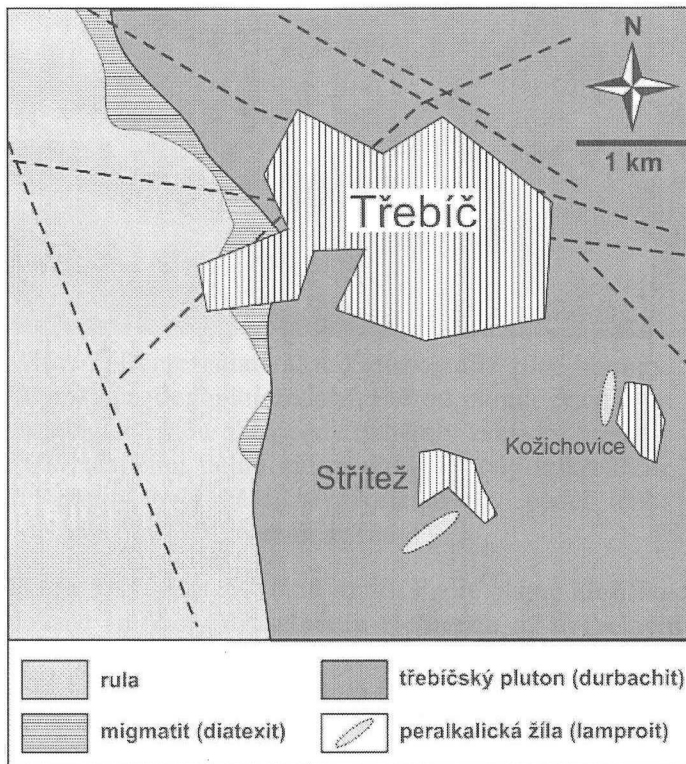 N
1 km
Třebíč
Kožichovice
Střítež
rula
třebíčský pluton (durbachit)
migmatit (diatexit)
peralkalická žíla (lamproit)